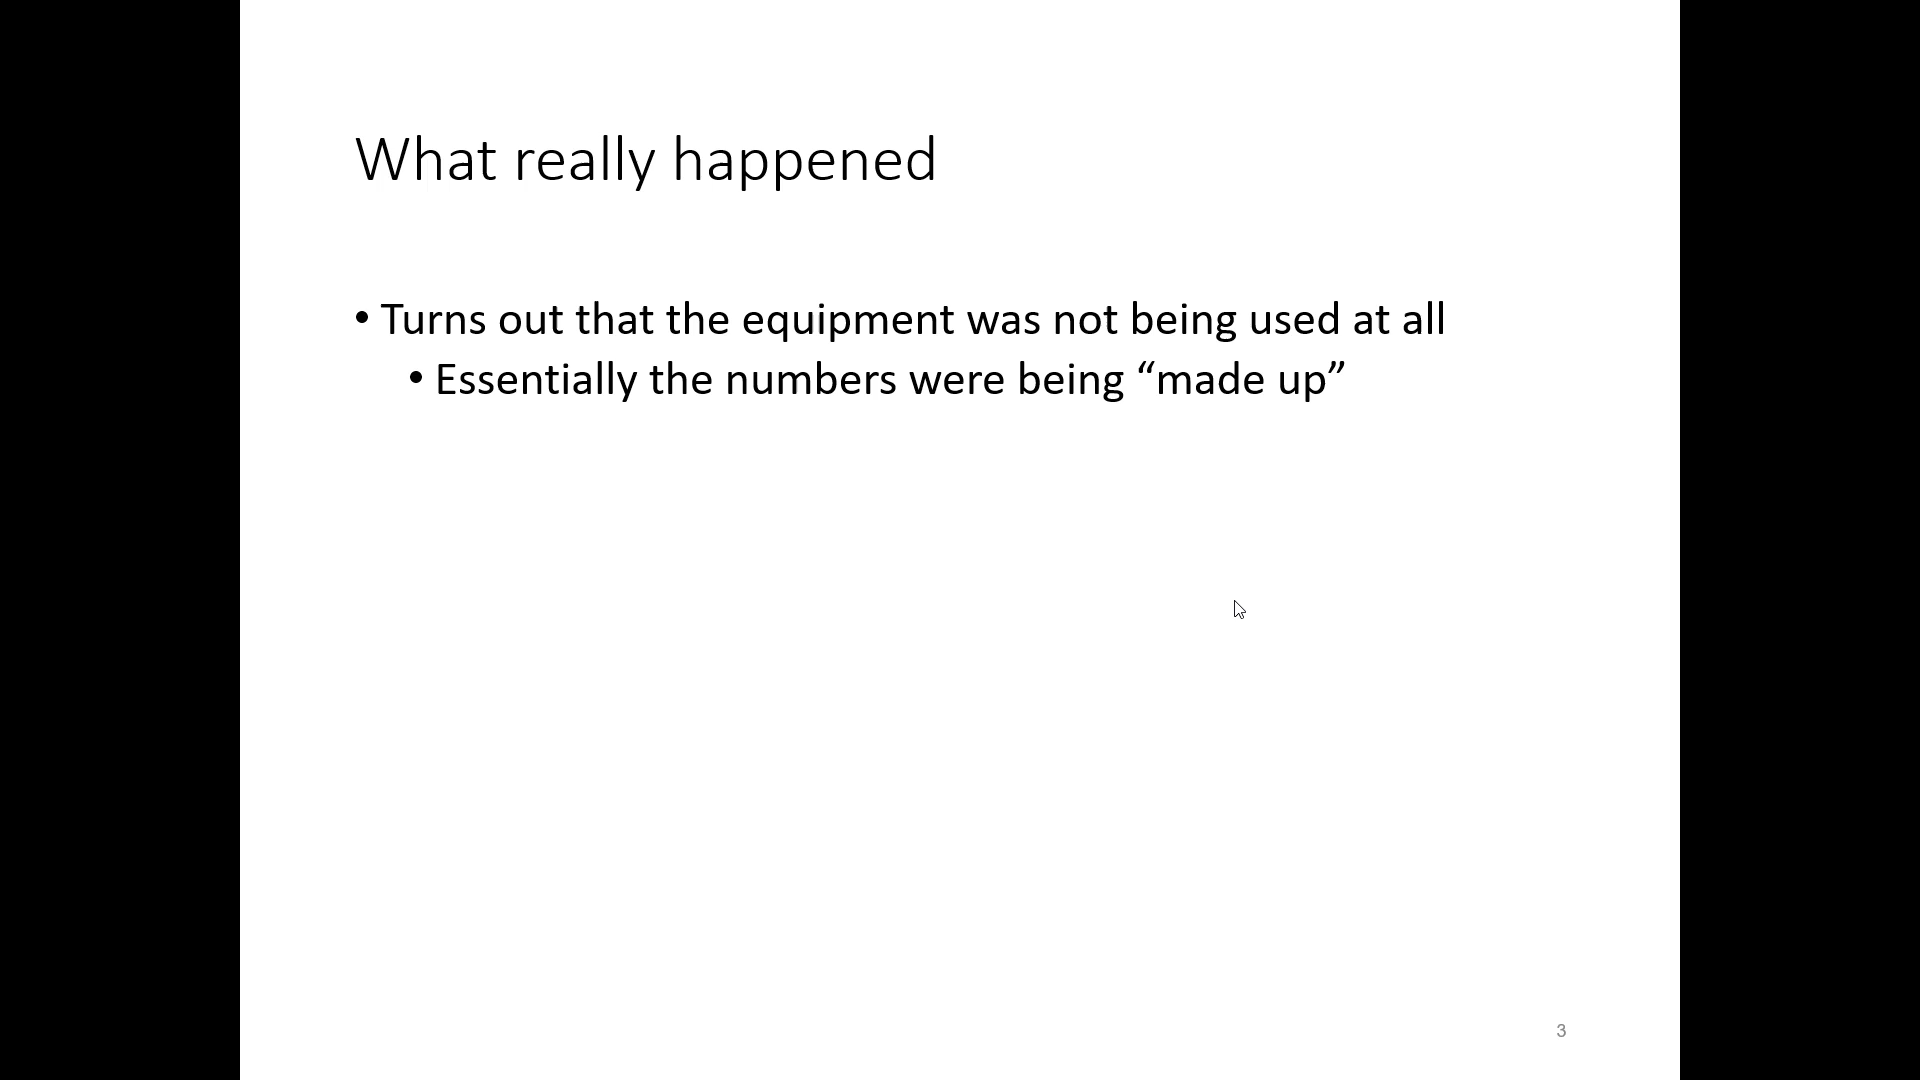 What really happened
• Turns out that the equipment was not being used at all
• Essentially the numbers were being “made up”
3